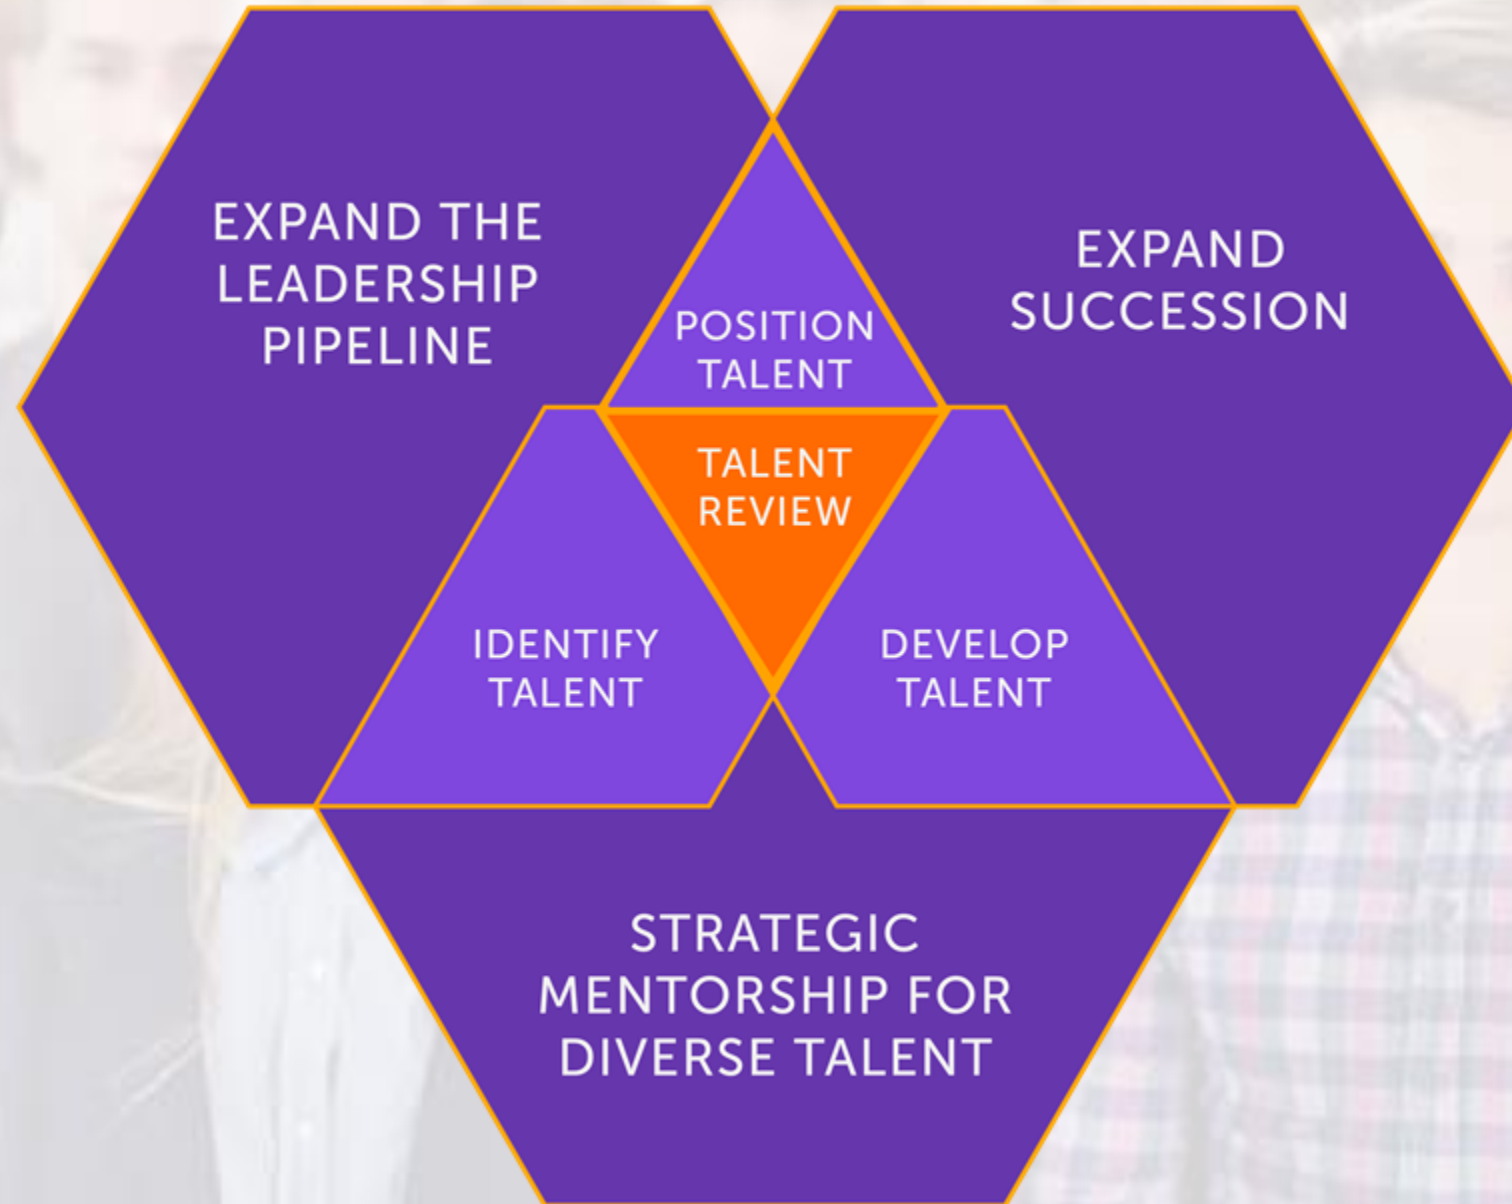 EXPAND THE
LEADERSHIP
PIPELINE
EXPAND
SUCCESSION
POSITION
TALENT
TALENT
REVIEW
IDENTIFY
TALENT
DEVELOP
TALENT
STRATEGIC
MENTORSHIP FOR
DIVERSE TALENT